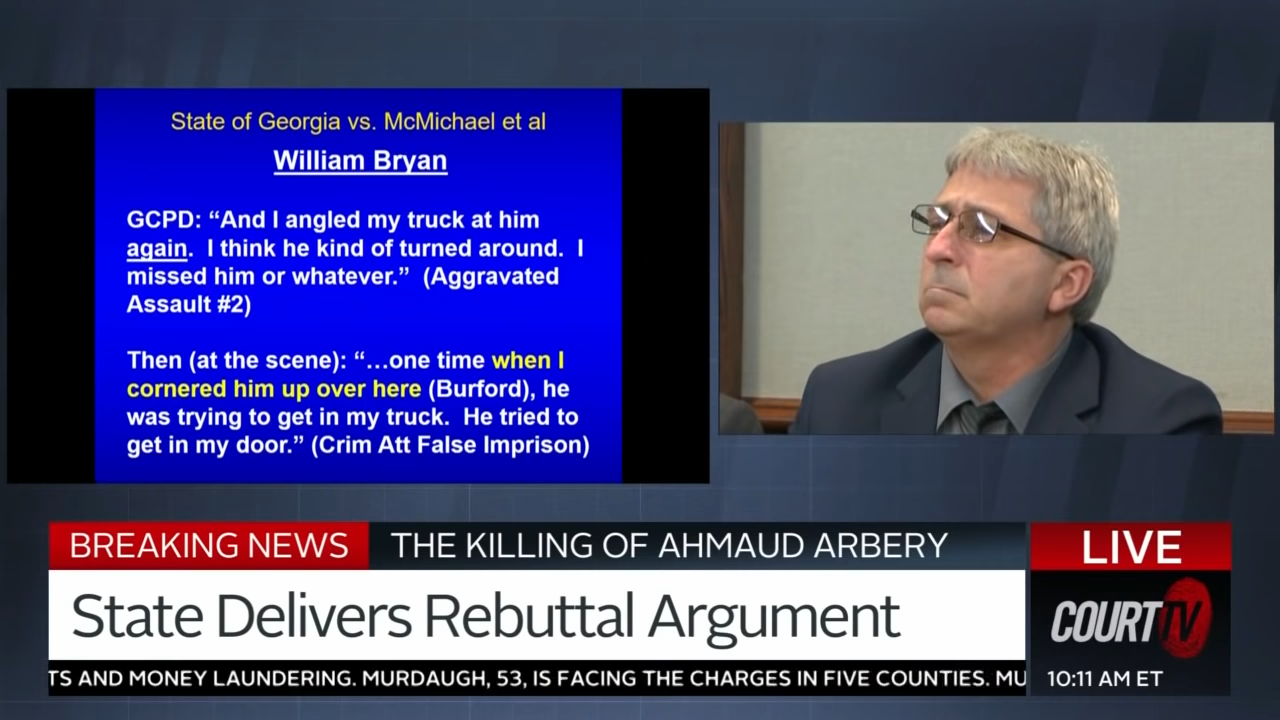 State of Georgia vs. McMichael et al
William Bryan
GCPD: “And I angled my truck at him
again. I think he kind of turned around. I
missed him or whatever.” (Aggravated
Assault #2)
Then (at the scene): “…one time when I
cornered him up over here (Burford), he
was trying to get in my truck. He tried to
get in my door.” (Crim Att False Imprison)
BREAKING NEWS
THE KILLING OF AHMAUD ARBERY
LIVE
State Delivers Rebuttal Argument
COURT TV
TS AND MONEY LAUNDERING. MURDAUGH, 53, IS FACING THE CHARGES IN FIVE COUNTIES. MU
10:11 AM ET